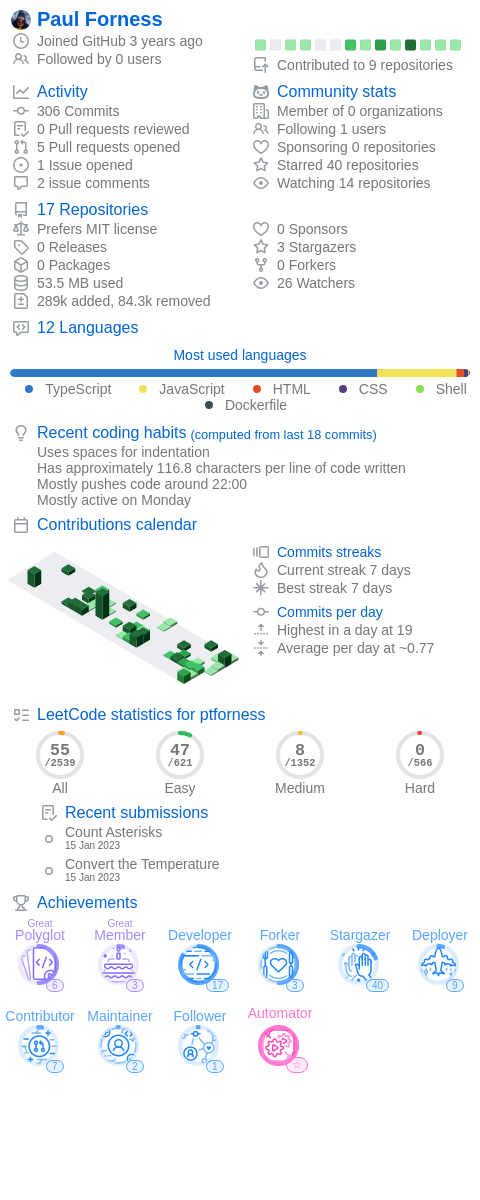 Paul Forness
Joined GitHub 3 years ago
Followed by 0 users
Contributed to 9 repositories
Activity
306 Commits
0 Pull requests reviewed
5 Pull requests opened
1 Issue opened
2 issue comments
Community stats
Member of 0 organizations
Following 1 users
Sponsoring 0 repositories
Starred 40 repositories
Watching 14 repositories
17 Repositories
Prefers MIT license
0 Releases
0 Packages
53.5 MB used
289k added, 84.3k removed
0 Sponsors
3 Stargazers
0 Forkers
26 Watchers
12 Languages
Most used languages
TypeScript JavaScript HTML CSS Shell
Dockerfile
Recent coding habits (computed from last 18 commits)
Uses spaces for indentation
Has approximately 116.8 characters per line of code written
Mostly pushes code around 22:00
Mostly active on Monday
Contributions calendar
Commits streaks
Current streak 7 days
Best streak 7 days
Commits per day
Highest in a day at 19
Average per day at ~0.77
LeetCode statistics for ptforness
55 47 8 0
/2539 /621 /1352 /566
All Easy Medium Hard
Recent submissions
Count Asterisks
15 Jan 2023
Convert the Temperature
15 Jan 2023
Achievements
Great Great
Polyglot Member Developer Forker Stargazer Deployer
6 3 17 3 40 9
Contributor Maintainer Follower Automator
7 2 1